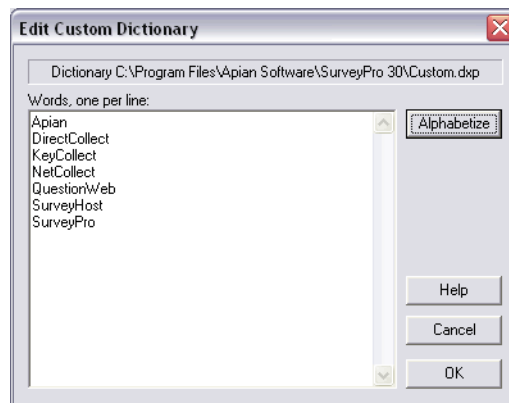 Edit Custom Dictionary
Dictionary C:\Program Files\Apian Software\SurveyPro 30\Custom.dxp
Words, one per line:
Apian
DirectCollect
KeyCollect
NetCollect
QuestionWeb
SurveyHost
SurveyPro
Alphabetize
Help
Cancel
OK